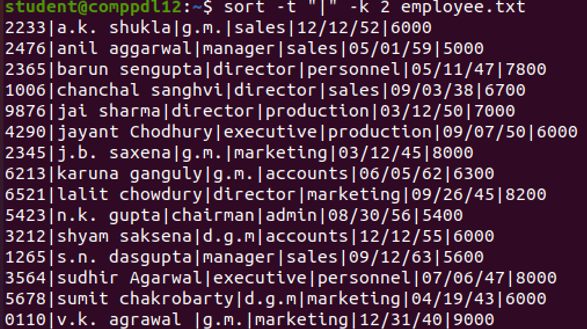 student@comppdl12:~$ sort -t "|" -k 2 employee.txt
2233|a.k. shukla|g.m.|sales|12/12/52|6000
2476|anil aggarwal|manager|sales|05/01/59|5000
2365|barun sengupta|director|personnel|05/11/47|7800
1006|chanchal sanghvi|director|sales|09/03/38|6700
9876|jai sharma|director|production|03/12/50|7000
4290|jayant Chodhury|executive|production|09/07/50|6000
2345|j.b. saxena|g.m.|marketing|03/12/45|8000
6213|karuna ganguly|g.m.|accounts|06/05/62|6300
6521|lalit chowdury|director|marketing|09/26/45|8200
5423|n.k. gupta|chairman|admin|08/30/56|5400
3212|shyam saksena|d.g.m|accounts|12/12/55|6000
1265|s.n. dasgupta|manager|sales|09/12/63|5600
3564|sudhir Agarwal|executive|personnel|07/06/47|8000
5678|sumit chakrobarty|d.g.m|marketing|04/19/43|6000
0110|v.k. agrawal |g.m.|marketing|12/31/40|9000